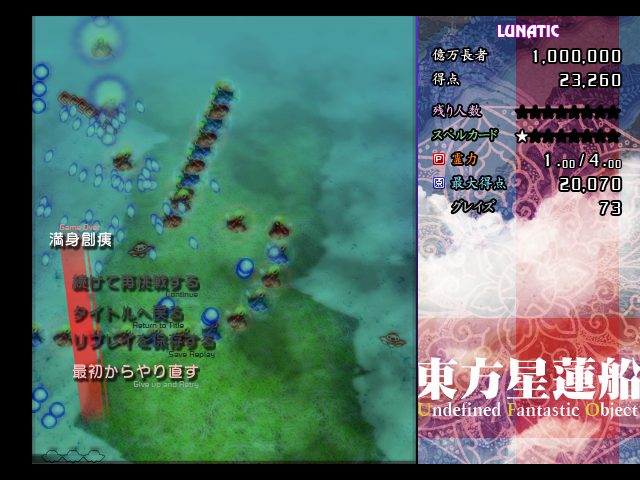 LUNATIC
億万長者 1,000,000
得点 23,260
残り人数
スペルカード
P 霊力 1.00/4.00
点 最大得点 20,070
グレイズ 73
Game Over
満身創痍
続けて再挑戦する
Continue
タイトルへ戻る
Return to Title
リプレイを保存する
Save Replay
最初からやり直す
Give up and Retry
東方星蓮船
Undefined Fantastic Object